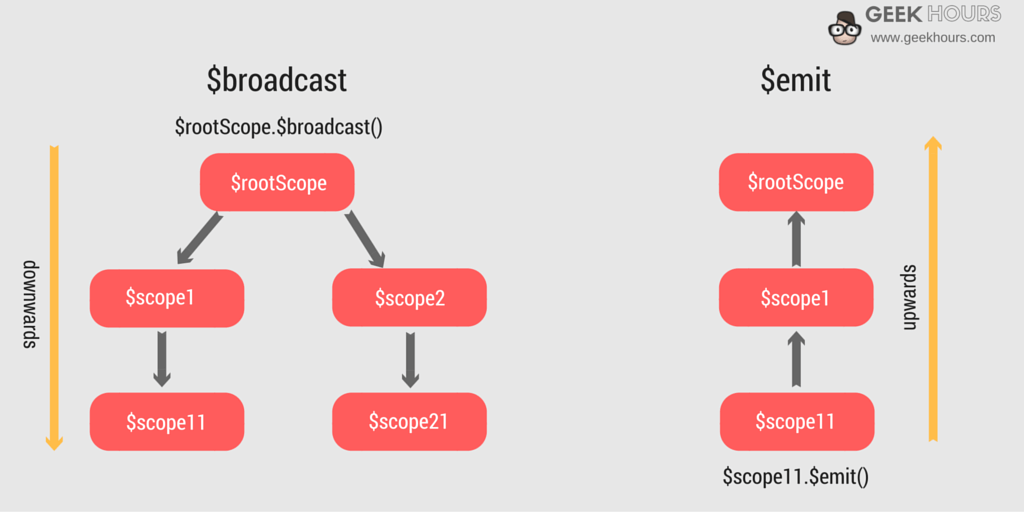 GEEK HOURS
www.geekhours.com
$broadcast
$rootScope.$broadcast()
$rootScope
$scope1
$scope2
$scope11
$scope21
downwards
$emit
$rootScope
$scope1
$scope11
$scope11.$emit()
upwards